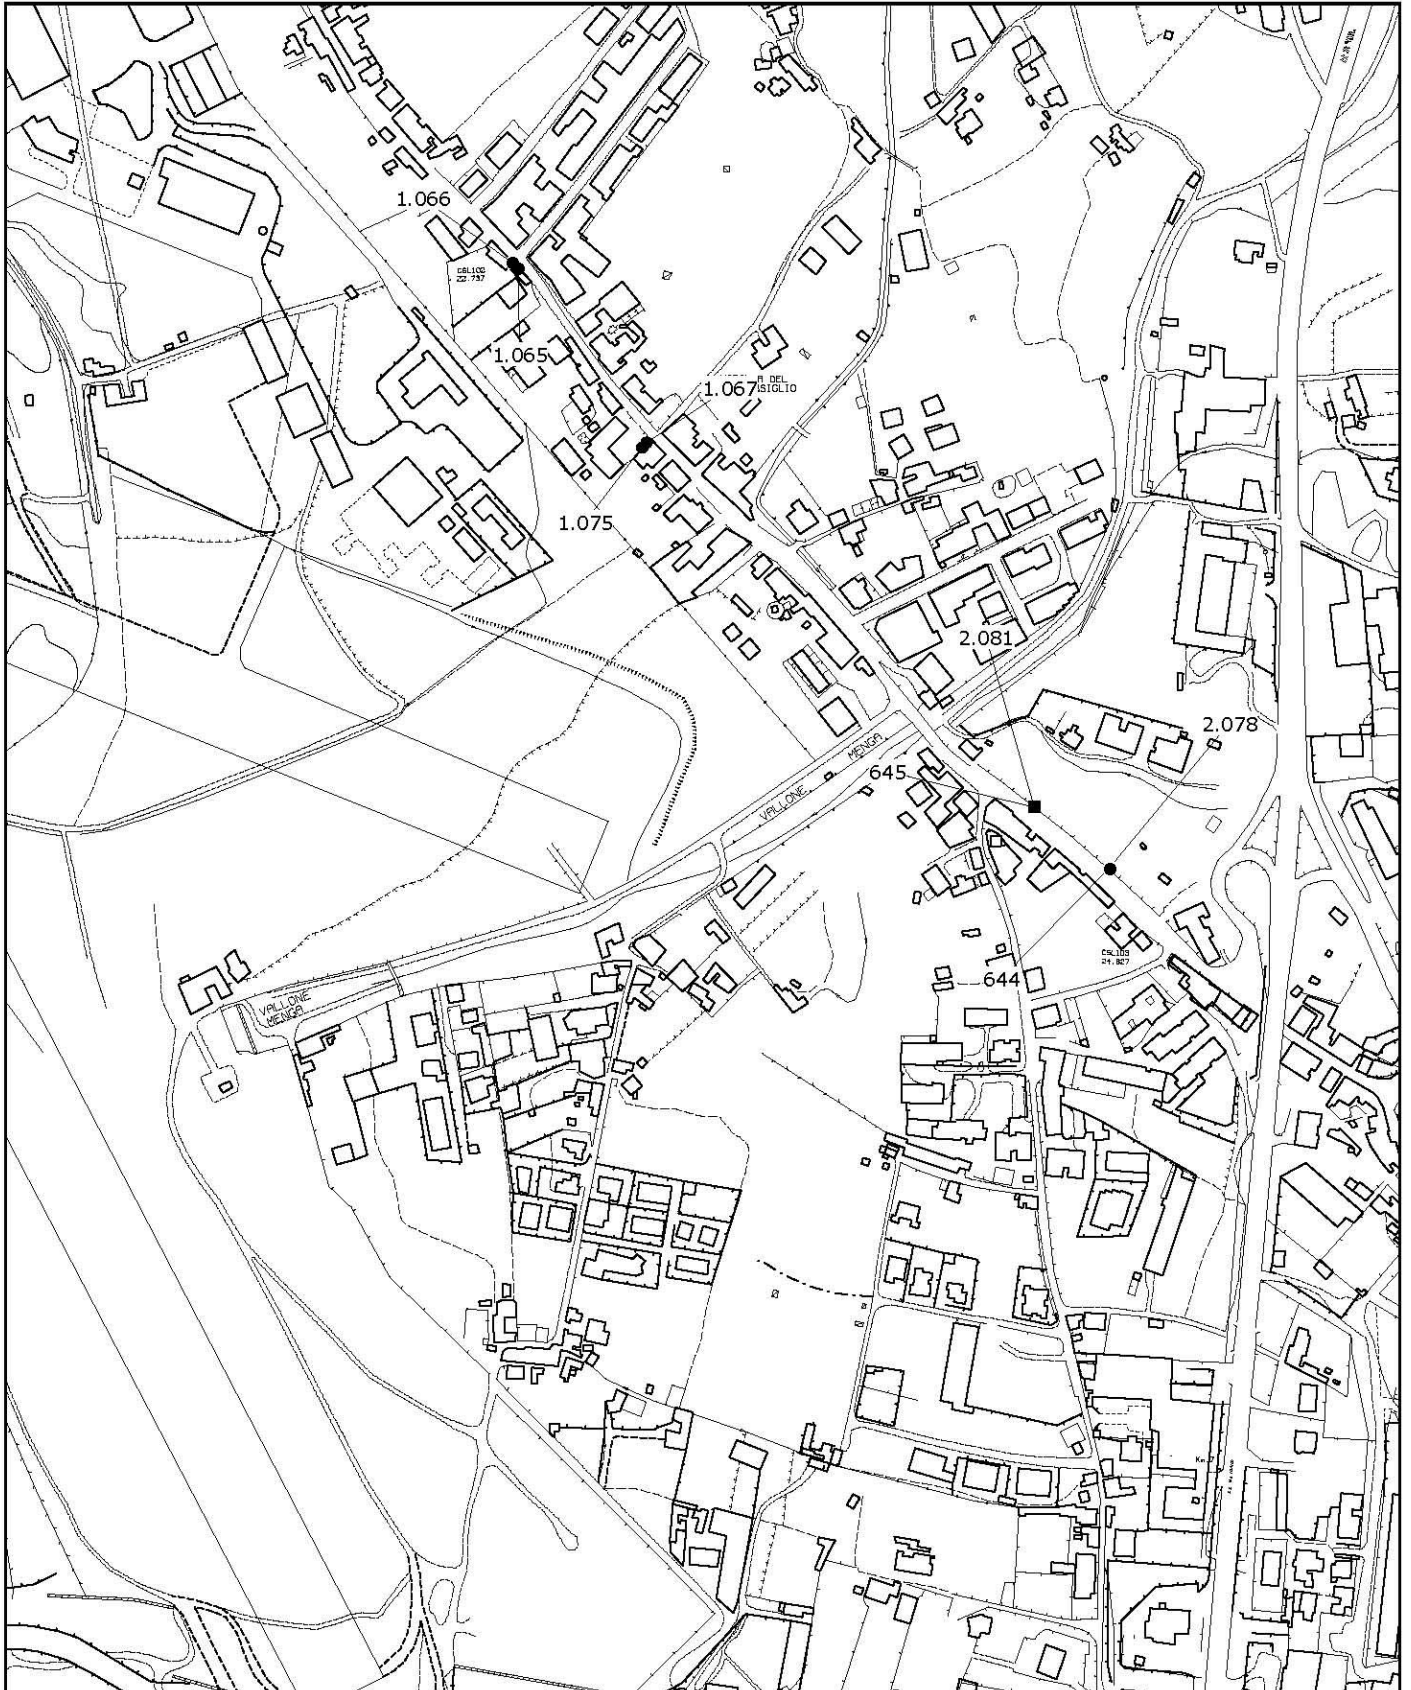 1.066
CSL102
22.737
1.065
1.067
A DEL
SIGLIO
1.075
2.081
2.078
MENGA
645
VALLONE
CSL103
24.827
644
VALLONE
MENGA